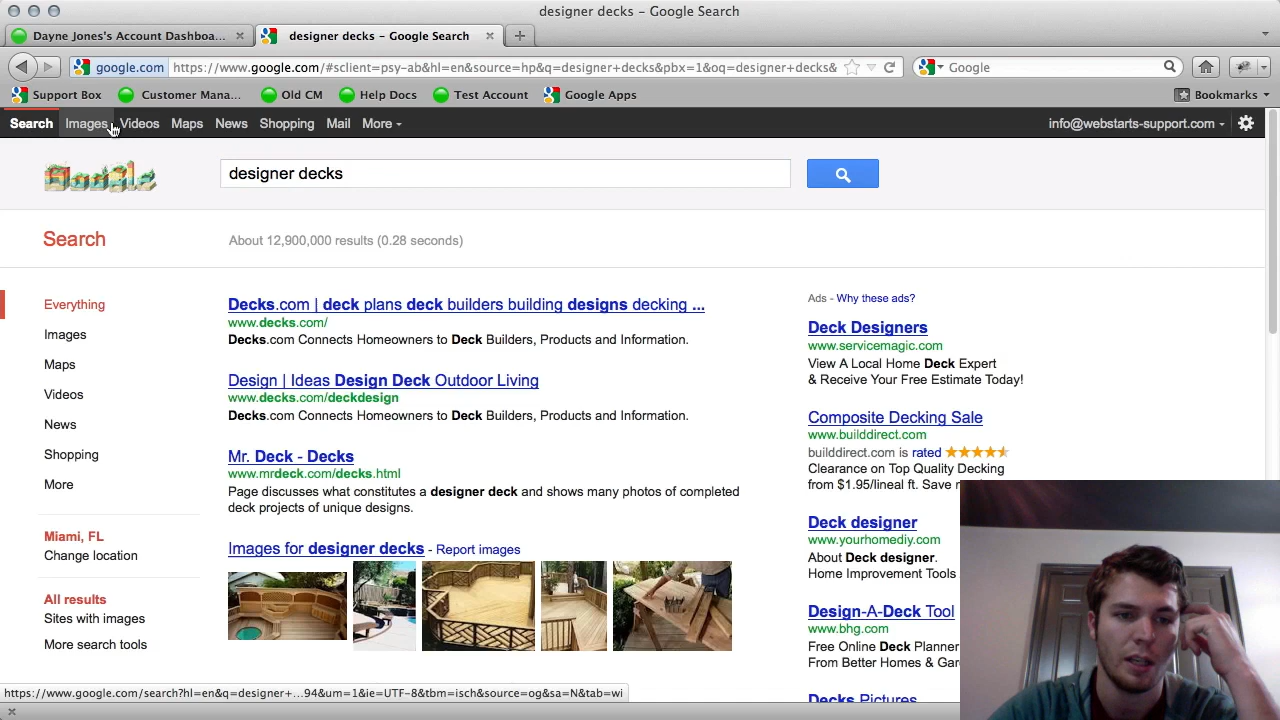 designer decks – Google Search
Dayne Jones's Account Dashboa...
designer decks – Google Search
google.com
https://www.google.com/#sclient=psy-ab&hl=en&source=hp&q=designer+decks&pbx=1&oq=designer+decks&
Google
Support Box
Customer Mana...
Old CM
Help Docs
Test Account
Google Apps
Bookmarks
Search
Images
Videos
Maps
News
Shopping
Mail
More
info@webstarts-support.com
Google
designer decks
Search
About 12,900,000 results (0.28 seconds)
Everything
Images
Maps
Videos
News
Shopping
More
Miami, FL
Change location
All results
Sites with images
More search tools
Decks.com | deck plans deck builders building designs decking ...
www.decks.com/
Decks.com Connects Homeowners to Deck Builders, Products and Information.
Design | Ideas Design Deck Outdoor Living
www.decks.com/deckdesign
Decks.com Connects Homeowners to Deck Builders, Products and Information.
Mr. Deck - Decks
www.mrdeck.com/decks.html
Page discusses what constitutes a designer deck and shows many photos of completed
deck projects of unique designs.
Images for designer decks - Report images
Ads - Why these ads?
Deck Designers
www.servicemagic.com
View A Local Home Deck Expert
& Receive Your Free Estimate Today!
Composite Decking Sale
www.builddirect.com
builddirect.com is rated
Clearance on Top Quality Decking
from $1.95/lineal ft. Save
Deck designer
www.yourhomediy.com
About Deck designer.
Home Improvement Tools
Design-A-Deck Tool
www.bhg.com
Free Online Deck Planner
From Better Homes &
Decks Pictures
https://www.google.com/search?hl=en&q=designer+...94&um=1&ie=UTF-8&tbm=isch&source=og&sa=N&tab=wi